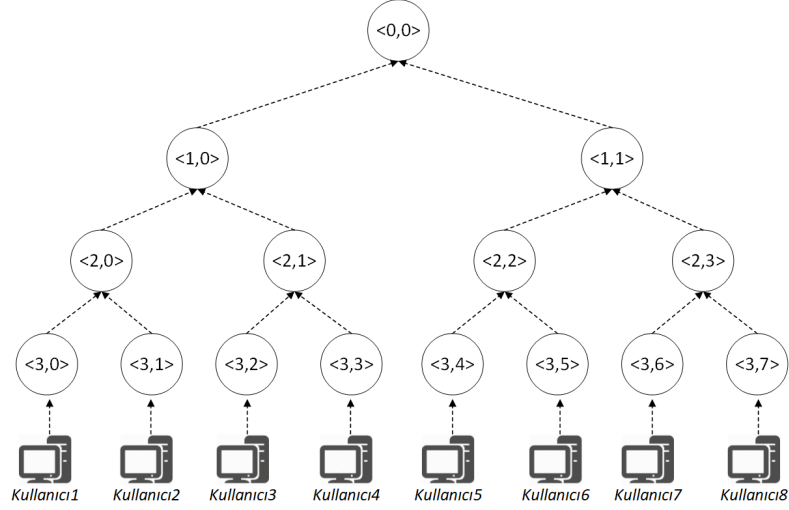 <0,0>
<1,0> <1,1>
<2,0> <2,1> <2,2> <2,3>
<3,0> <3,1> <3,2> <3,3> <3,4> <3,5> <3,6> <3,7>
Kullanıcı1 Kullanıcı2 Kullanıcı3 Kullanıcı4 Kullanıcı5 Kullanıcı6 Kullanıcı7 Kullanıcı8